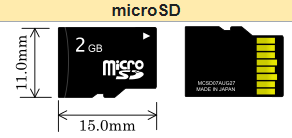 microSD
11.0mm
2 GB
Micro
SD
15.0mm
MCSD07AUG27
MADE IN JAPAN